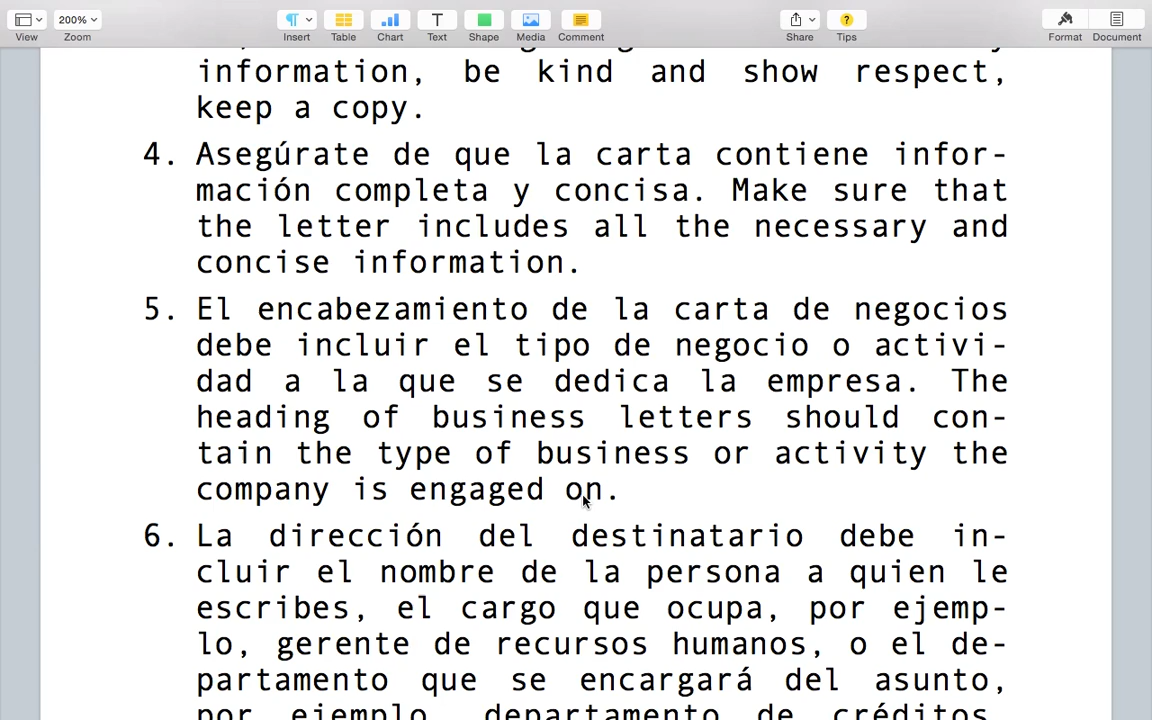 200%
View
Zoom
Insert
Table
Chart
T
Text
Shape
Media
Comment
Share
?
Tips
Format
Document
information, be kind and show respect,
keep a copy.
4. Asegúrate de que la carta contiene infor-
mación completa y concisa. Make sure that
the letter includes all the necessary and
concise information.
5. El encabezamiento de la carta de negocios
debe incluir el tipo de negocio o activi-
dad a la que se dedica la empresa. The
heading of business letters should con-
tain the type of business or activity the
company is engaged on.
6. La dirección del destinatario debe in-
cluir el nombre de la persona a quien le
escribes, el cargo que ocupa, por ejemp-
lo, gerente de recursos humanos, o el de-
partamento que se encargará del asunto,
por ejemplo, departamento de créditos.